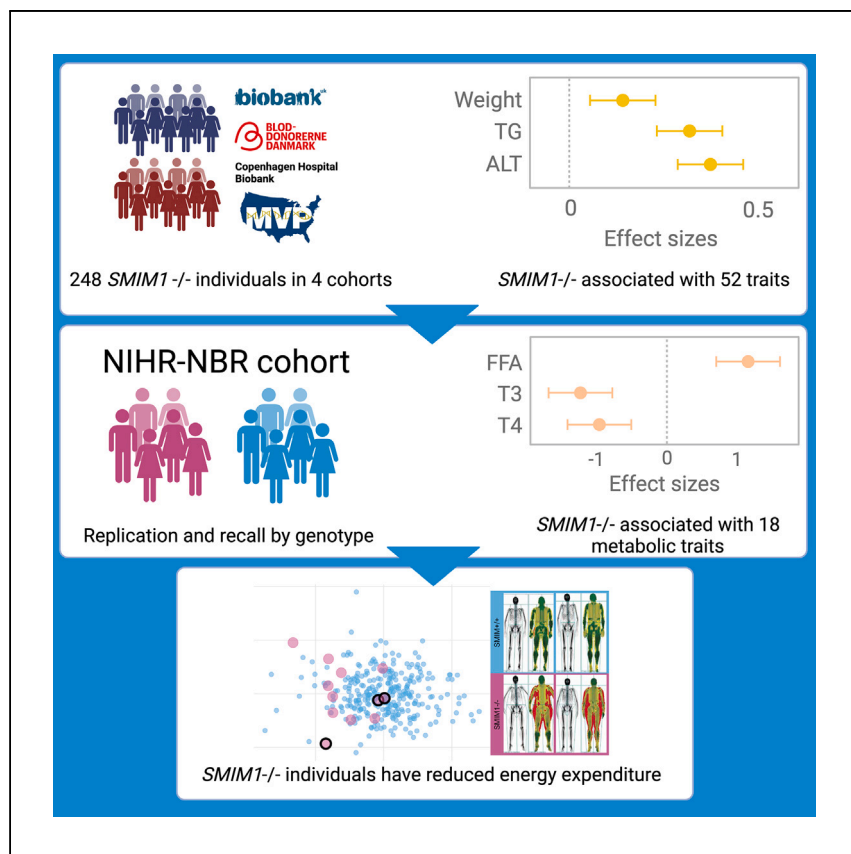 biobank
BLOD-
DONORERNE
DANMARK
Copenhagen Hospital
Biobank
MVP
248 SMIM1 -/- individuals in 4 cohorts
Weight
TG
ALT
0
0.5
Effect sizes
SMIM1-/- associated with 52 traits
NIHR-NBR cohort
Replication and recall by genotype
FFA
T3
T4
-1
0
1
Effect sizes
SMIM1-/- associated with 18
metabolic traits
SMIM+/+
SMIM1-/-
SMIM1-/- individuals have reduced energy expenditure